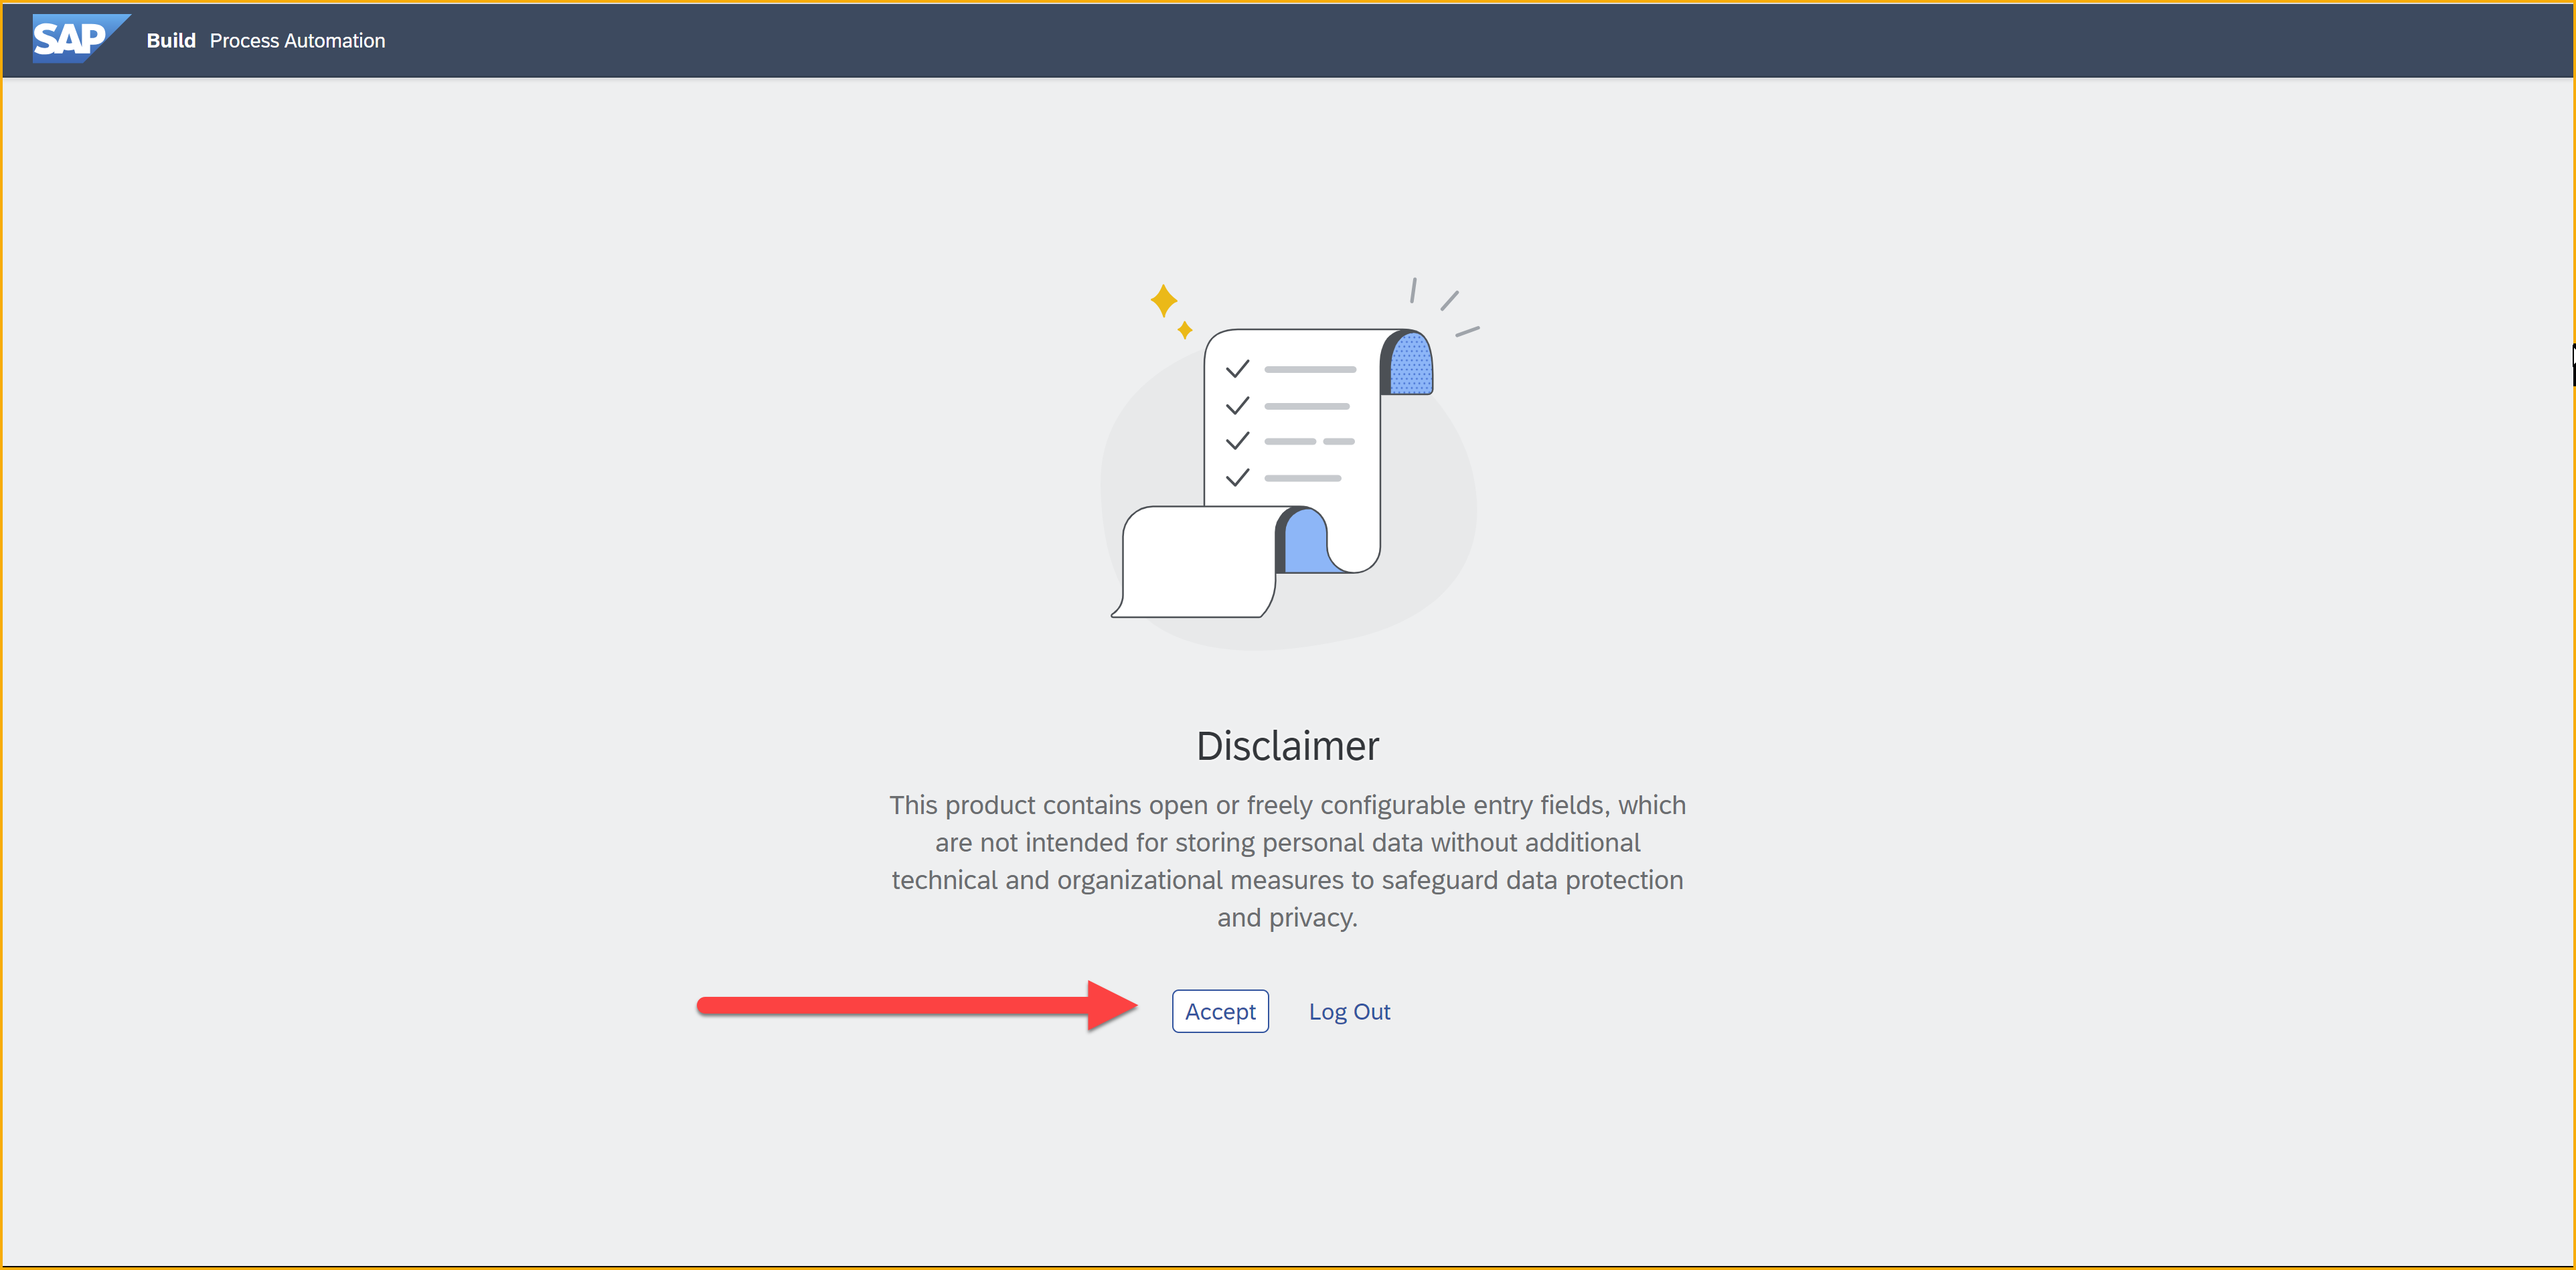 SAP Build Process Automation
Disclaimer
This product contains open or freely configurable entry fields, which
are not intended for storing personal data without additional
technical and organizational measures to safeguard data protection
and privacy.
Accept Log Out